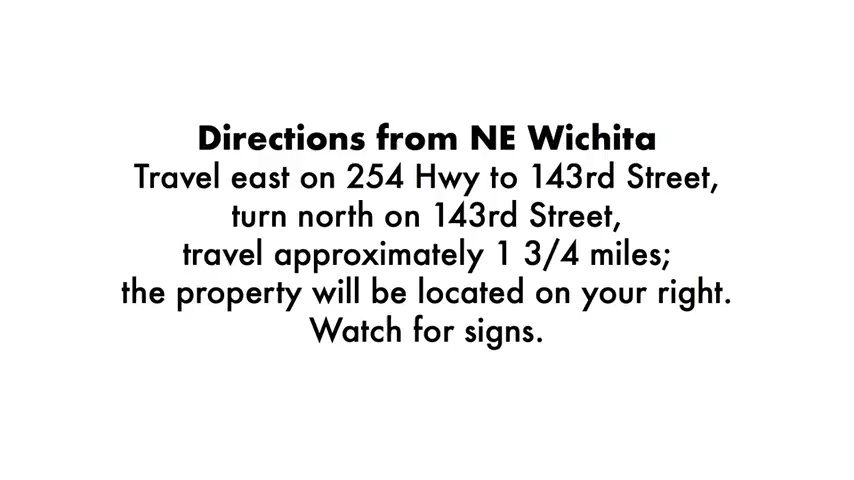 Directions from NE Wichita
Travel east on 254 Hwy to 143rd Street,
turn north on 143rd Street,
travel approximately 1 3/4 miles;
the property will be located on your right.
Watch for signs.